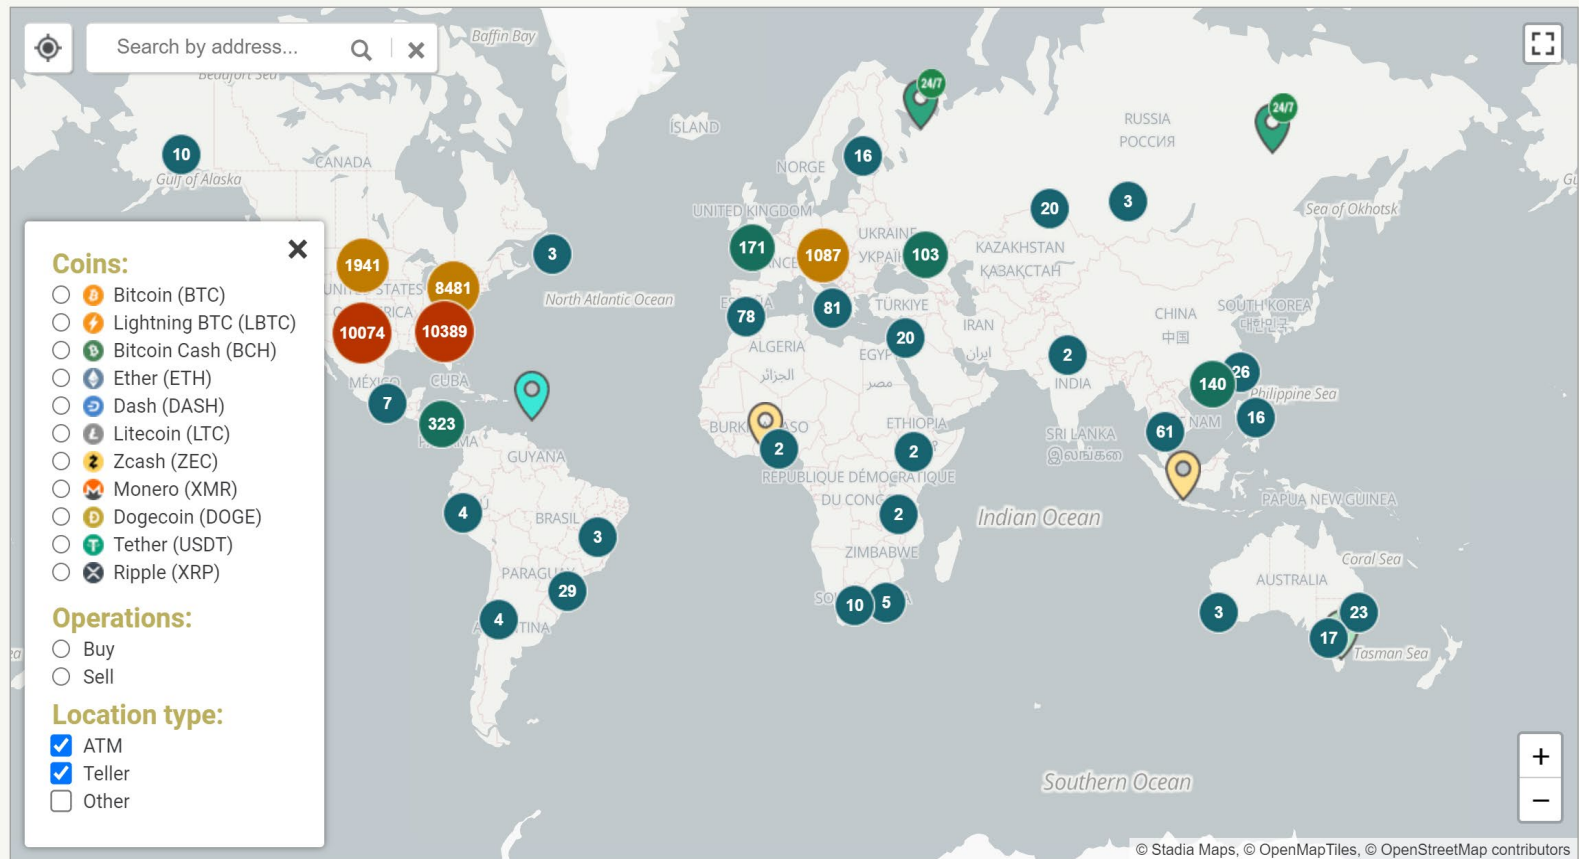 Search by address...
Baffin Bay
Beaufort Sea
24/7
ÍSLAND
24/7
RUSSIA
РОССИЯ
10
CANADA
16
NORGE
Gulf of Alaska
20
3
UNITED KINGDOM
Sea of Okhotsk
Coins:
1941
3
171
1087
UKRAINE
103
KAZAKHSTAN
ҚАЗАҚСТАН
8481
North Atlantic Ocean
Bitcoin (BTC)
Lightning BTC (LBTC)
Bitcoin Cash (BCH)
Ether (ETH)
Dash (DASH)
Litecoin (LTC)
Zcash (ZEC)
Monero (XMR)
Dogecoin (DOGE)
Tether (USDT)
Ripple (XRP)
10074
10389
78
81
TÜRKIYE
20
IRAN
ایران
CHINA
中国
SOUTH KOREA
대한민국
ALGERIA
الجزائر
مصر
2
INDIA
140
26
Philippine Sea
MÉXICO
CUBA
7
323
GUYANA
2
ETHIOPIA
2
SRI LANKA
ලංකාව
61
NAM
16
RÉPUBLIQUE DÉMOCRATIQUE
DU CONGO
2
Indian Ocean
PAPUA NEW GUINEA
4
BRASIL
3
ZIMBABWE
Coral Sea
PARAGUAY
29
AUSTRALIA
4
10
5
3
23
17
Tasman Sea
Operations:
Buy
Sell
Location type:
ATM
Teller
Other
Southern Ocean
+
−
© Stadia Maps, © OpenMapTiles, © OpenStreetMap contributors